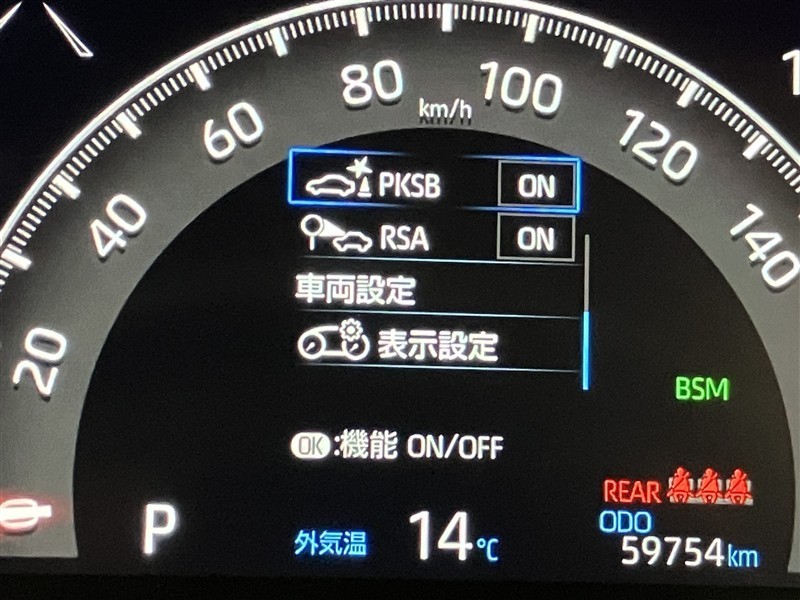 20
40
60
80
100
120
140
km/h
PKSB ON
RSA ON
車両設定
表示設定
BSM
OK:機能 ON/OFF
REAR
P
外気温 14℃
ODO
59754km